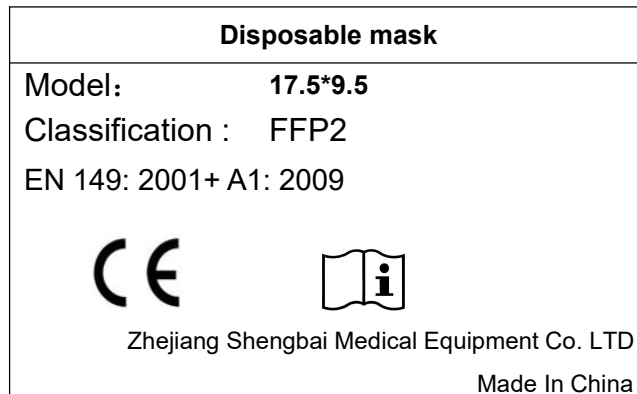 Disposable mask
Model： 17.5*9.5
Classification : FFP2
EN 149: 2001+ A1: 2009
CE
i
Zhejiang Shengbai Medical Equipment Co. LTD
Made In China